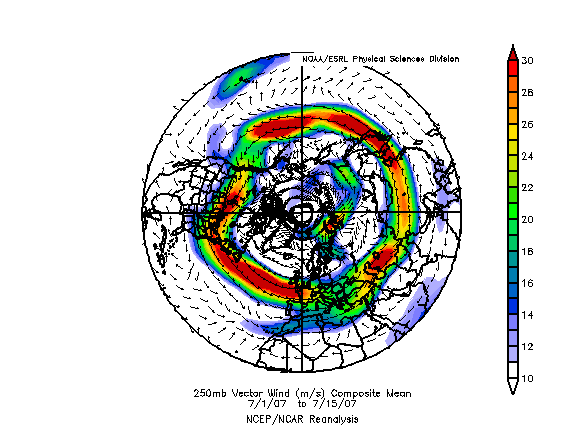 NOAA/ESRL Physical Sciences Division
30
28
26
24
22
20
18
16
14
12
10
250mb Vector Wind (m/s) Composite Mean
7/1/07 to 7/15/07
NCEP/NCAR Reanalysis